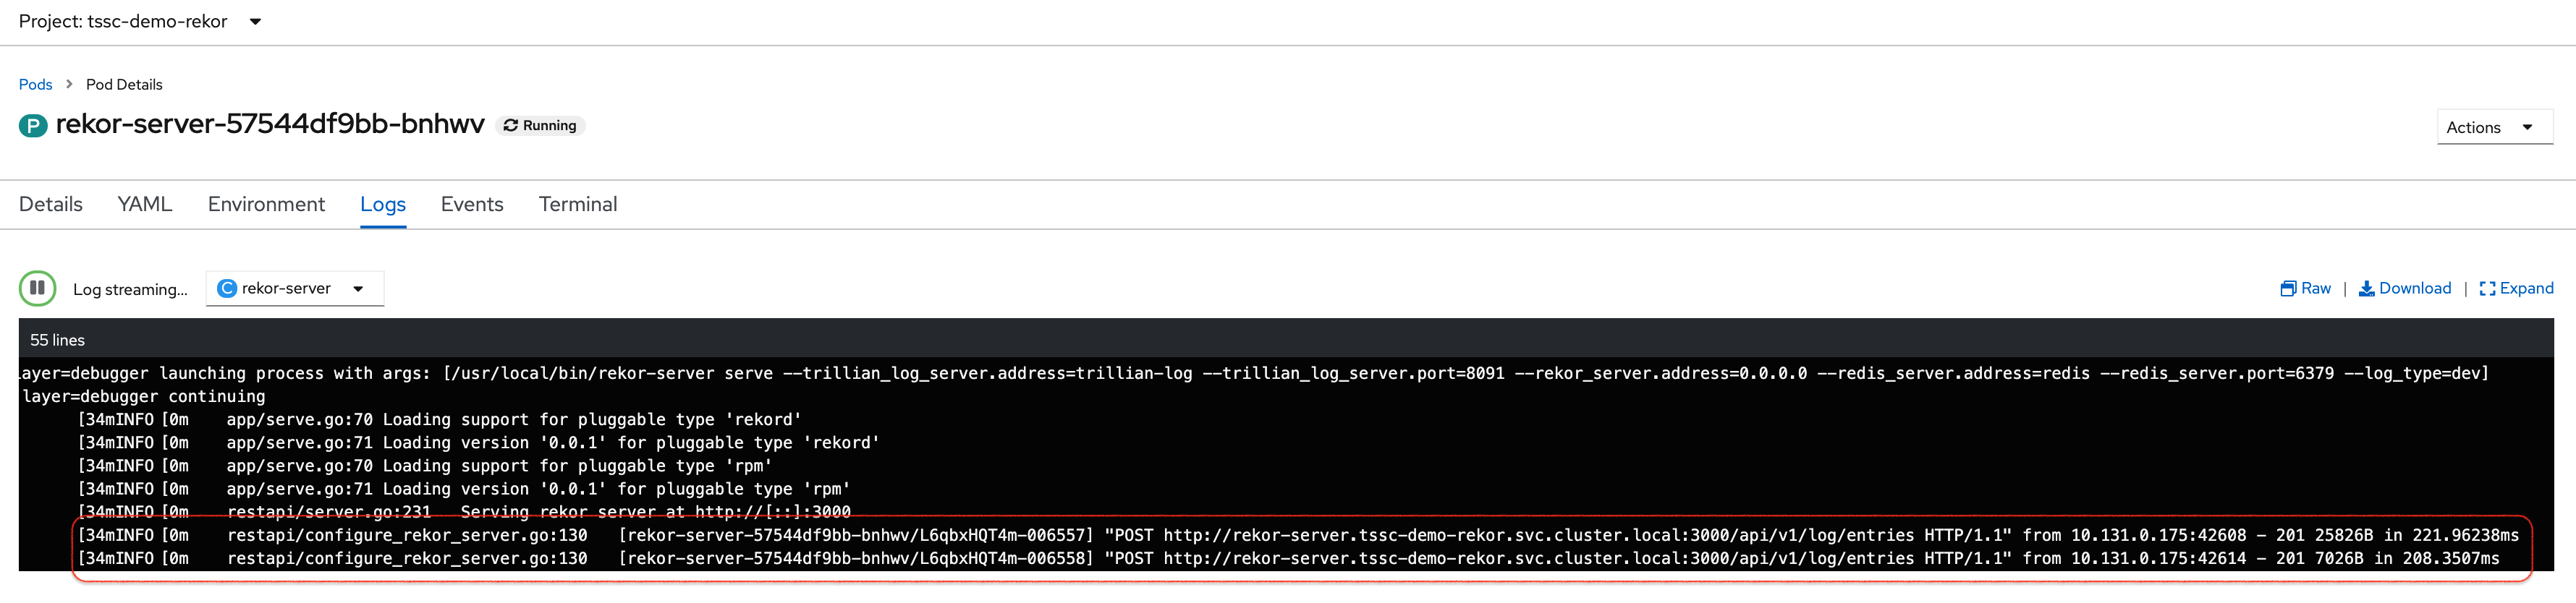 Project: tssc-demo-rekor
Pods > Pod Details
P rekor-server-57544df9bb-bnhwv Running
Actions
Details YAML Environment Logs Events Terminal
Log streaming... C rekor-server Raw | Download | Expand
55 lines
layer=debugger launching process with args: [/usr/local/bin/rekor-server serve --trillian_log_server.address=trillian-log --trillian_log_server.port=8091 --rekor_server.address=0.0.0.0 --redis_server.address=redis --redis_server.port=6379 --log_type=dev]
layer=debugger continuing
[34mINFO [0m app/serve.go:70 Loading support for pluggable type 'rekord'
[34mINFO [0m app/serve.go:71 Loading version '0.0.1' for pluggable type 'rekord'
[34mINFO [0m app/serve.go:70 Loading support for pluggable type 'rpm'
[34mINFO [0m app/serve.go:71 Loading version '0.0.1' for pluggable type 'rpm'
[34mINFO [0m restapi/server.go:231 Serving rekor server at http://[::]:3000
[34mINFO [0m restapi/configure_rekor_server.go:130 [rekor-server-57544df9bb-bnhwv/L6qbxHQT4m-006557] "POST http://rekor-server.tssc-demo-rekor.svc.cluster.local:3000/api/v1/log/entries HTTP/1.1" from 10.131.0.175:42608 – 201 25826B in 221.96238ms
[34mINFO [0m restapi/configure_rekor_server.go:130 [rekor-server-57544df9bb-bnhwv/L6qbxHQT4m-006558] "POST http://rekor-server.tssc-demo-rekor.svc.cluster.local:3000/api/v1/log/entries HTTP/1.1" from 10.131.0.175:42614 – 201 7026B in 208.3507ms